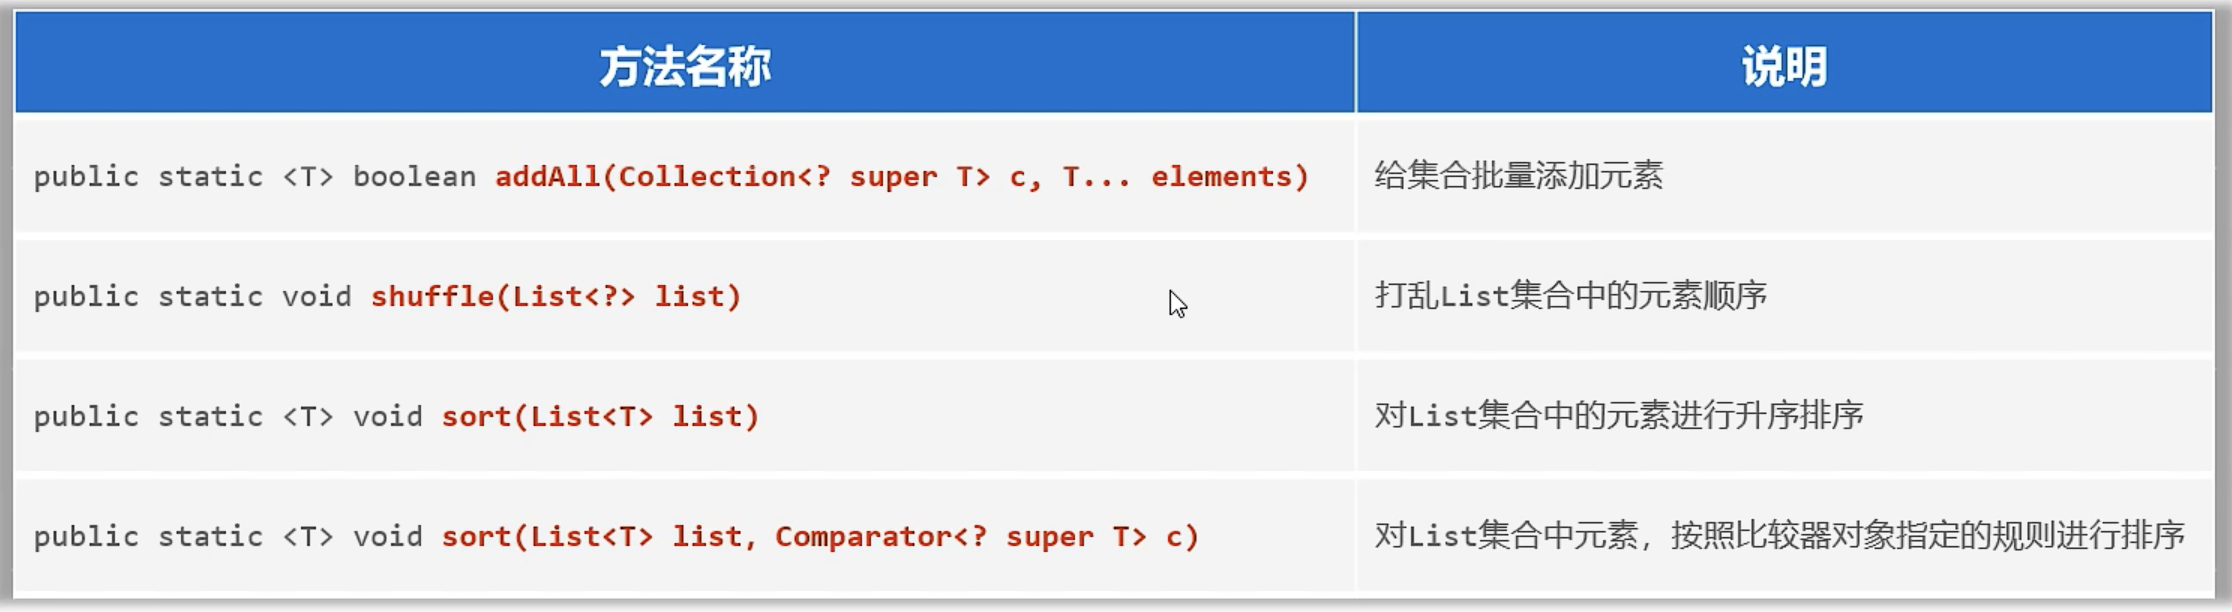 方法名称 说明
public static <T> boolean addAll(Collection<? super T> c, T... elements) 给集合批量添加元素
public static void shuffle(List<?> list) 打乱List集合中的元素顺序
public static <T> void sort(List<T> list) 对List集合中的元素进行升序排序
public static <T> void sort(List<T> list, Comparator<? super T> c) 对List集合中元素，按照比较器对象指定的规则进行排序